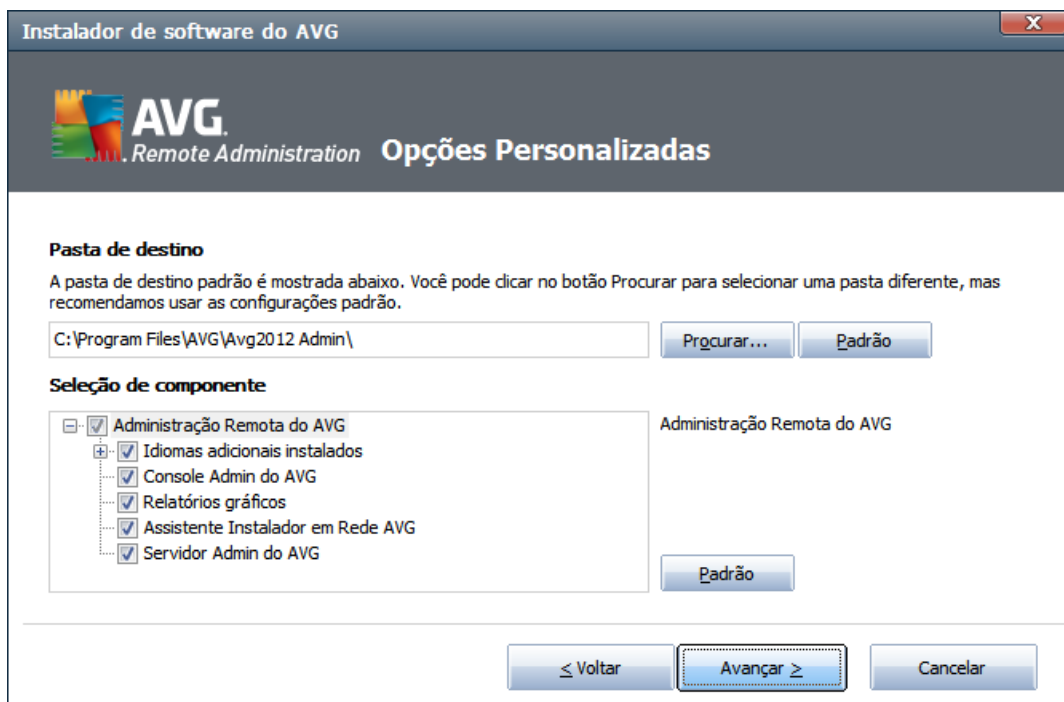 Instalador de software do AVG
X
AVG.
Remote Administration
Opções Personalizadas
Pasta de destino
A pasta de destino padrão é mostrada abaixo. Você pode clicar no botão Procurar para selecionar uma pasta diferente, mas
recomendamos usar as configurações padrão.
C:\Program Files\AVG\Avg2012 Admin\
Procurar...
Padrão
Seleção de componente
Administração Remota do AVG
Idiomas adicionais instalados
Console Admin do AVG
Relatórios gráficos
Assistente Instalador em Rede AVG
Servidor Admin do AVG
Administração Remota do AVG
Padrão
< Voltar
Avançar >
Cancelar